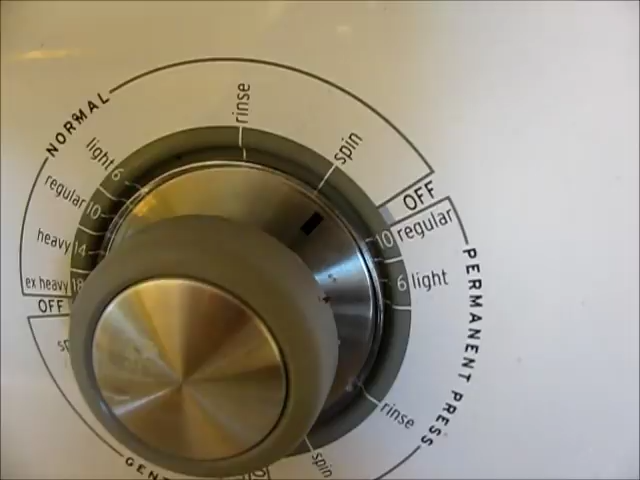 NORMAL
rinse
spin
light 6
regular 10
heavy 14
ex heavy 18
OFF
OFF
10 regular
6 light
PERMANENT PRESS
rinse
spin